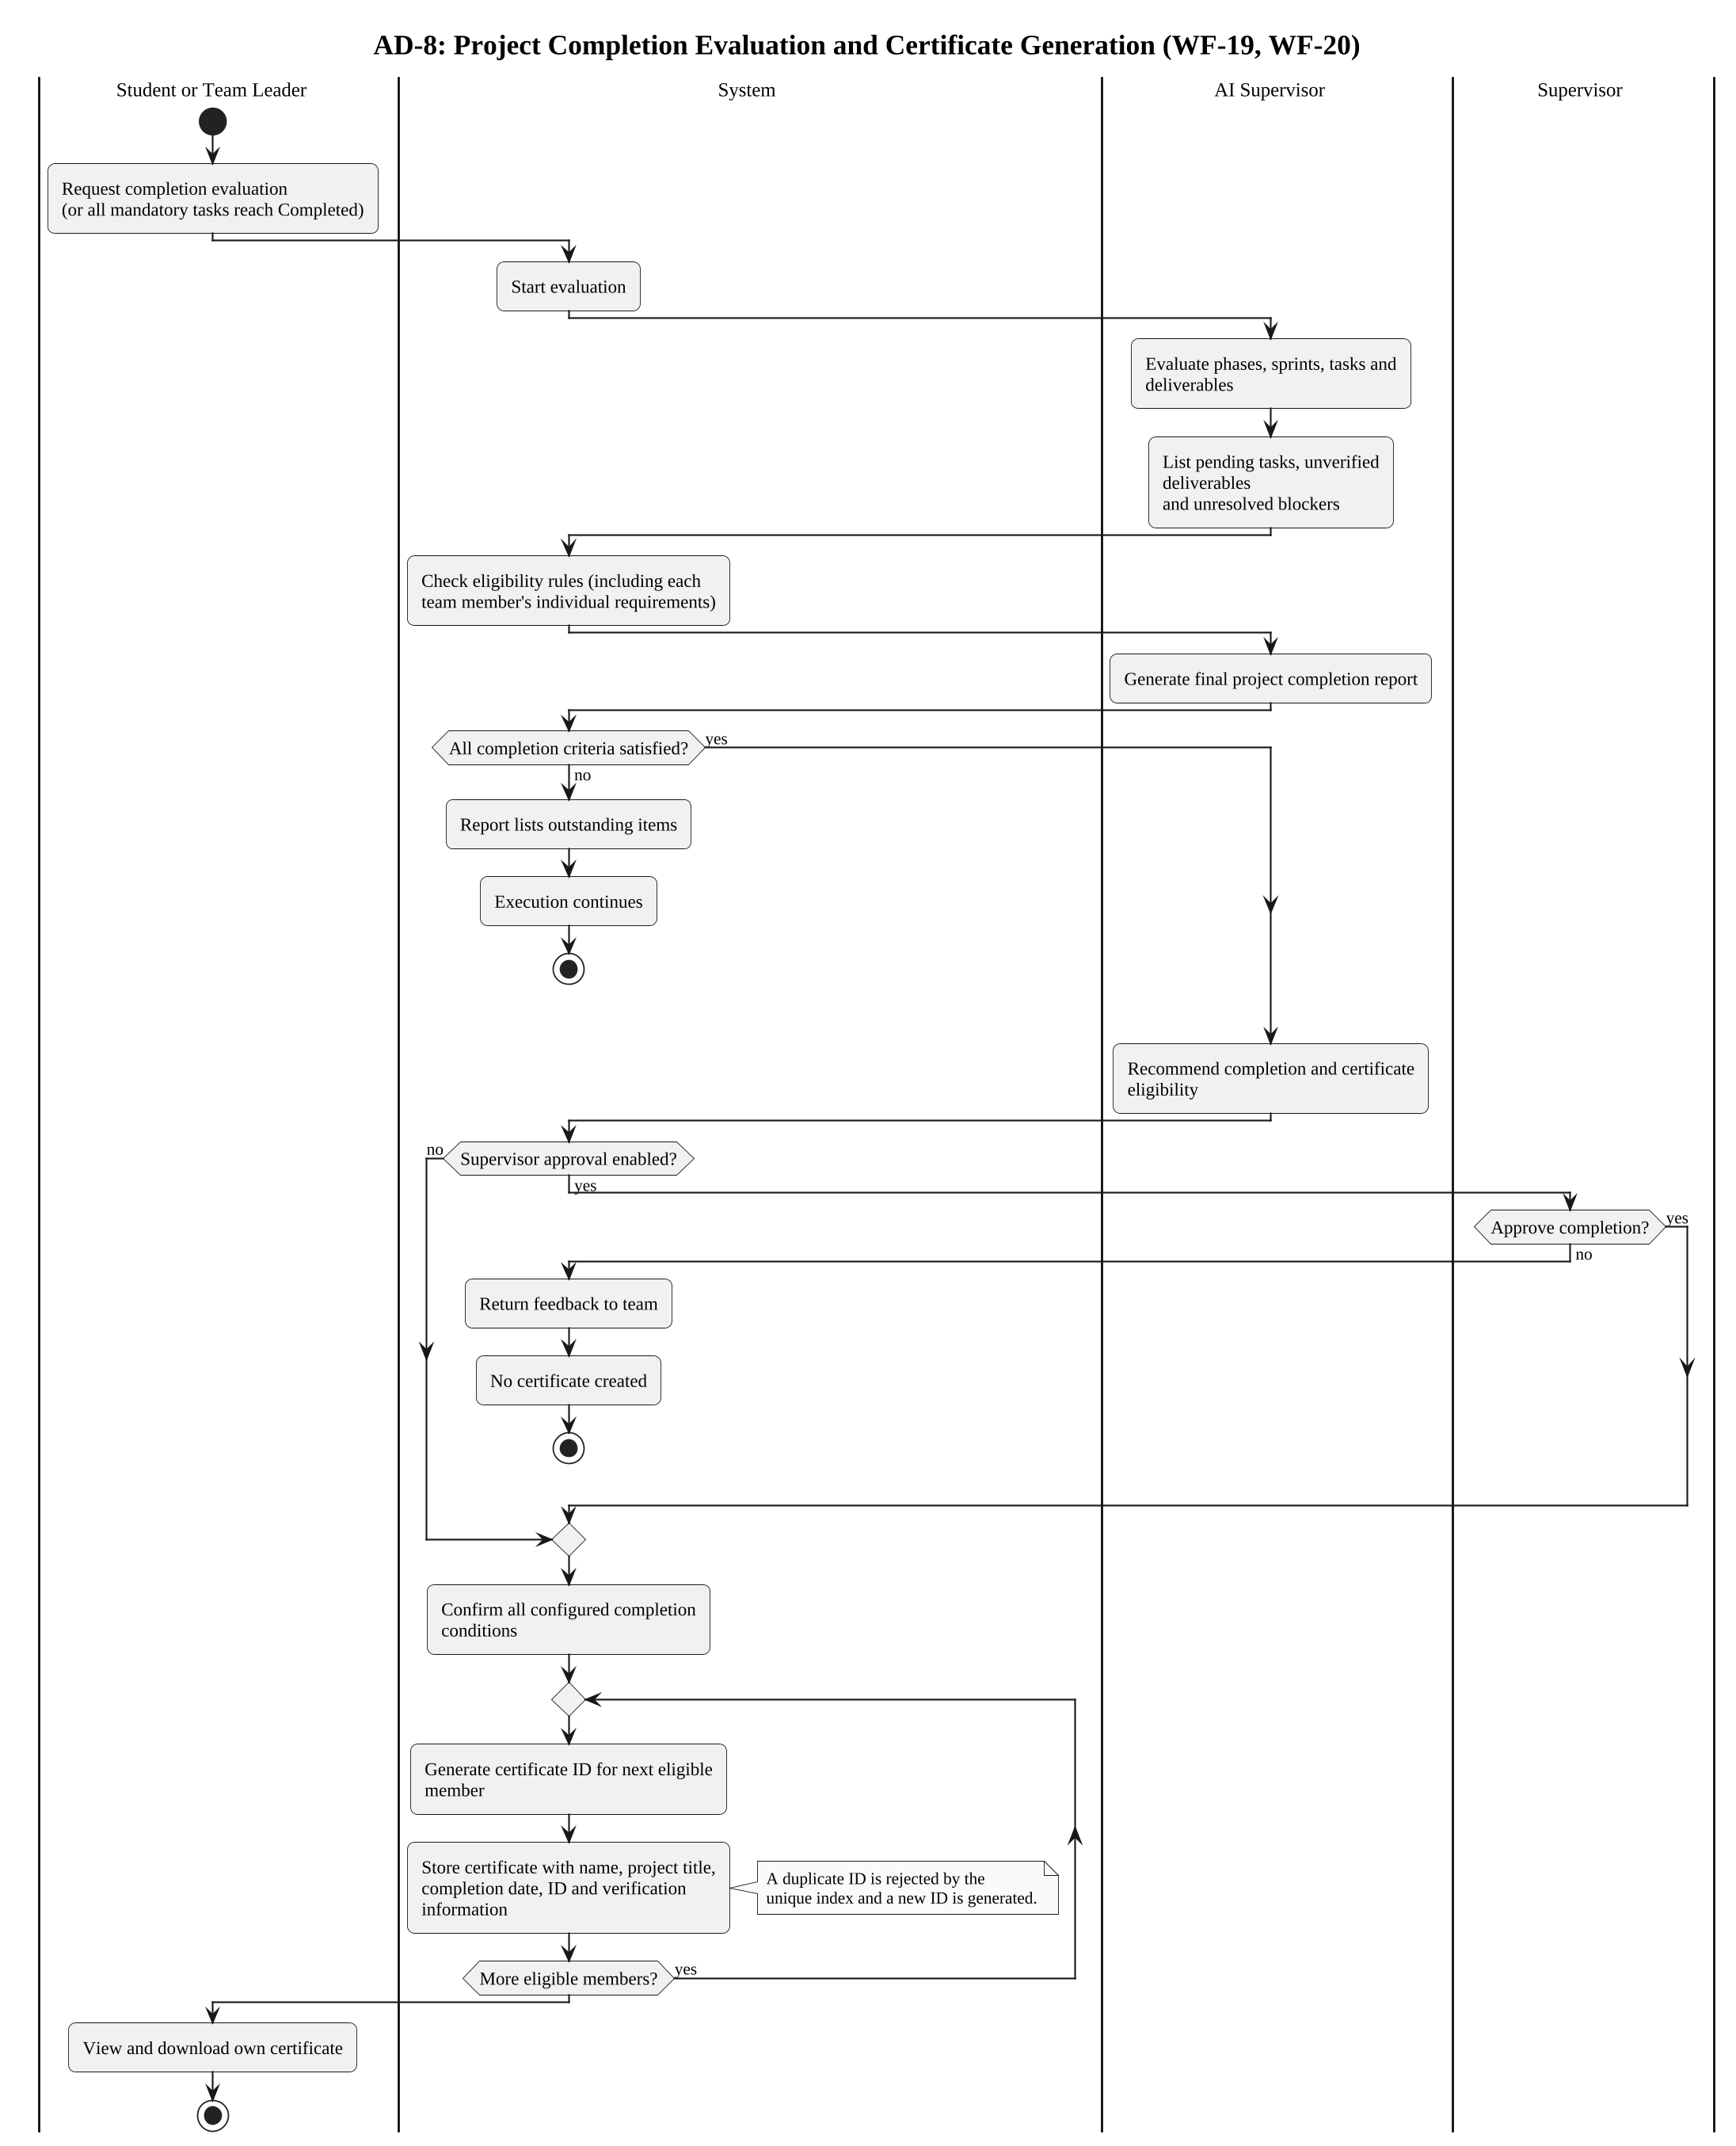 AD-8: Project Completion Evaluation and Certificate Generation (WF-19, WF-20)
Student or Team Leader
System
AI Supervisor
Supervisor
Request completion evaluation
(or all mandatory tasks reach Completed)
Start evaluation
Evaluate phases, sprints, tasks and
deliverables
List pending tasks, unverified
deliverables
and unresolved blockers
Check eligibility rules (including each
team member's individual requirements)
Generate final project completion report
All completion criteria satisfied?
yes
no
Report lists outstanding items
Execution continues
Recommend completion and certificate
eligibility
no
Supervisor approval enabled?
yes
Approve completion?
yes
no
Return feedback to team
No certificate created
Confirm all configured completion
conditions
Generate certificate ID for next eligible
member
Store certificate with name, project title,
completion date, ID and verification
information
A duplicate ID is rejected by the
unique index and a new ID is generated.
More eligible members?
yes
View and download own certificate